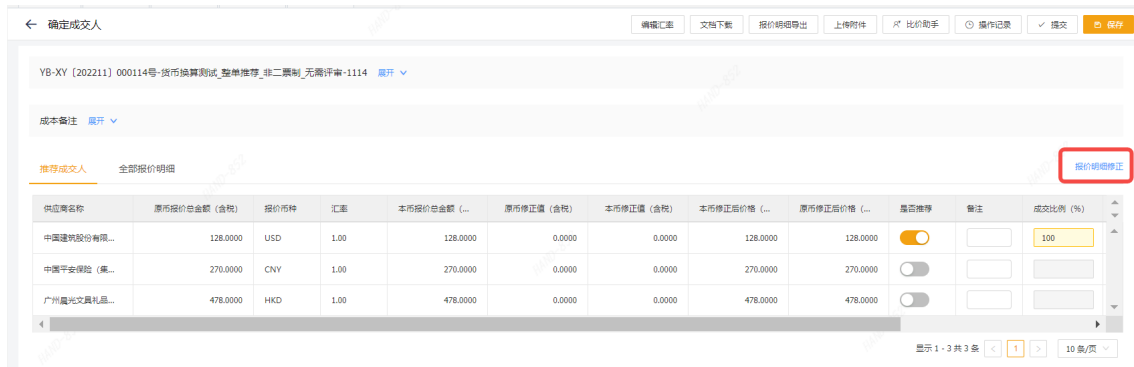 ← 确定成交人 编辑汇率 文档下载 报价明细导出 上传附件 比价助手 操作记录 提交 保存
YB-XY〔202211〕000114号-货币换算测试_整单推荐_非二票制_无需评审-1114 展开
成本备注 展开
推荐成交人 全部报价明细 报价明细修正
供应商名称 原币报价总金额（含税） 报价币种 汇率 本币报价总金额（... 原币修正值（含税） 本币修正值（含税） 本币修正后价格（... 原币修正后价格（... 是否推荐 备注 成交比例（%）
中国建筑股份有限... 128.0000 USD 1.00 128.0000 0.0000 0.0000 128.0000 128.0000 100
中国平安保险（集... 270.0000 CNY 1.00 270.0000 0.0000 0.0000 270.0000 270.0000
广州晨光文具礼品... 478.0000 HKD 1.00 478.0000 0.0000 0.0000 478.0000 478.0000
显示 1 - 3 共 3 条 < 1 > 10 条/页